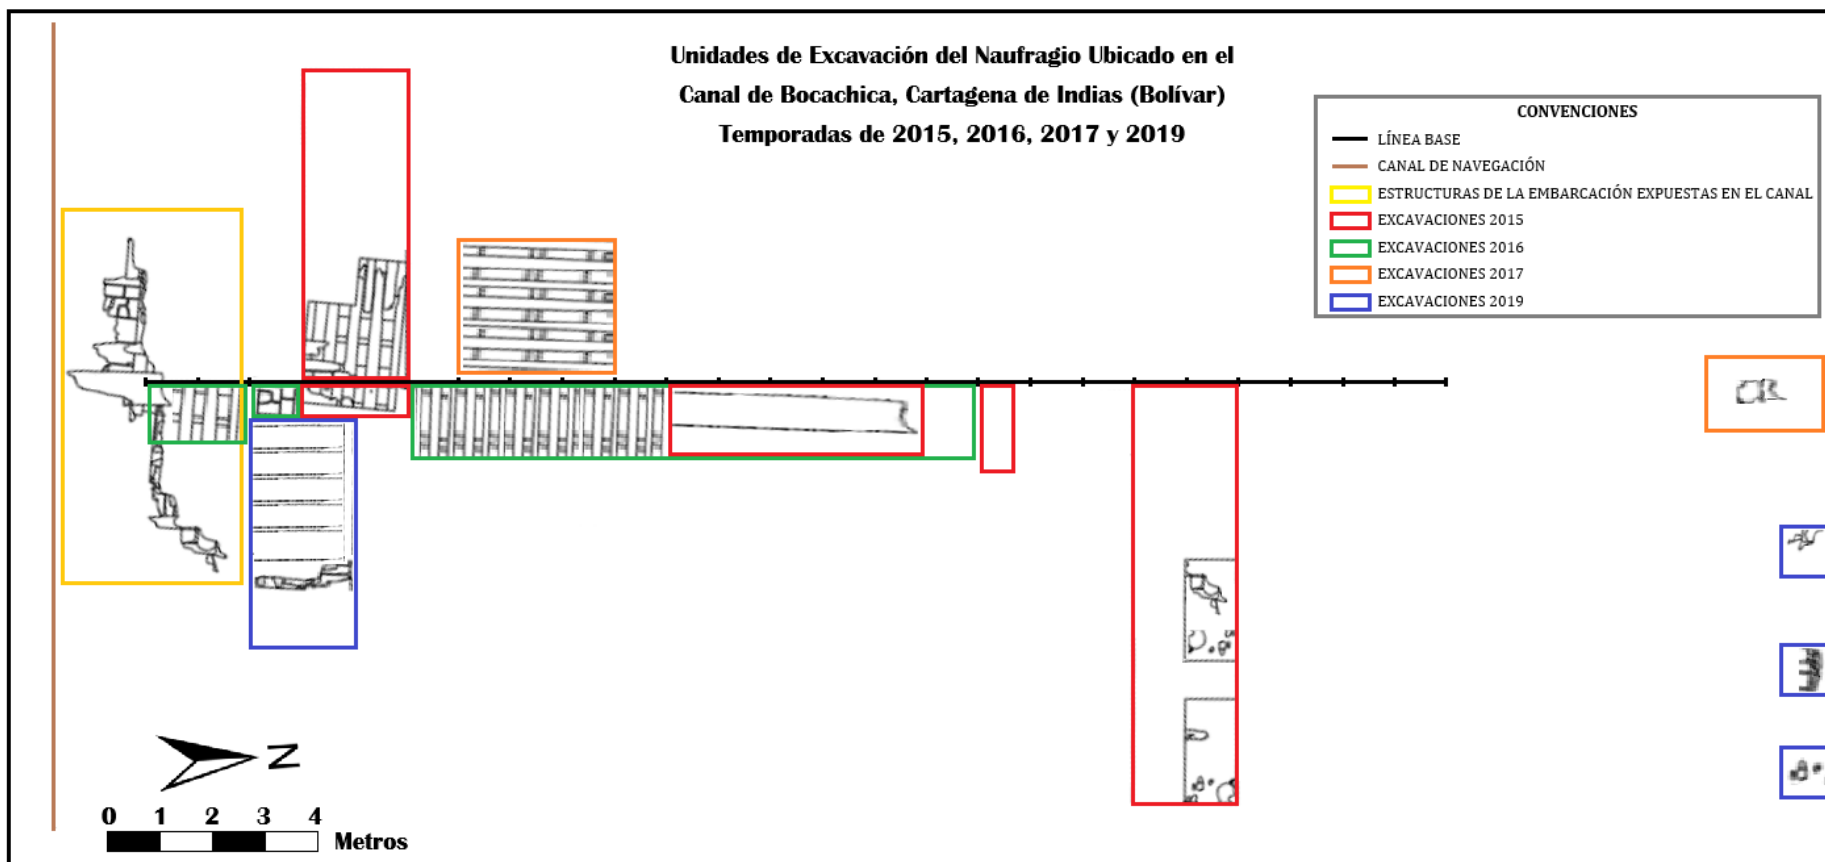 Unidades de Excavación del Naufragio Ubicado en el
Canal de Bocachica, Cartagena de Indias (Bolívar)
Temporadas de 2015, 2016, 2017 y 2019
CONVENCIONES
LÍNEA BASE
CANAL DE NAVEGACIÓN
ESTRUCTURAS DE LA EMBARCACIÓN EXPUESTAS EN EL CANAL
EXCAVACIONES 2015
EXCAVACIONES 2016
EXCAVACIONES 2017
EXCAVACIONES 2019
N
0 1 2 3 4
Metros